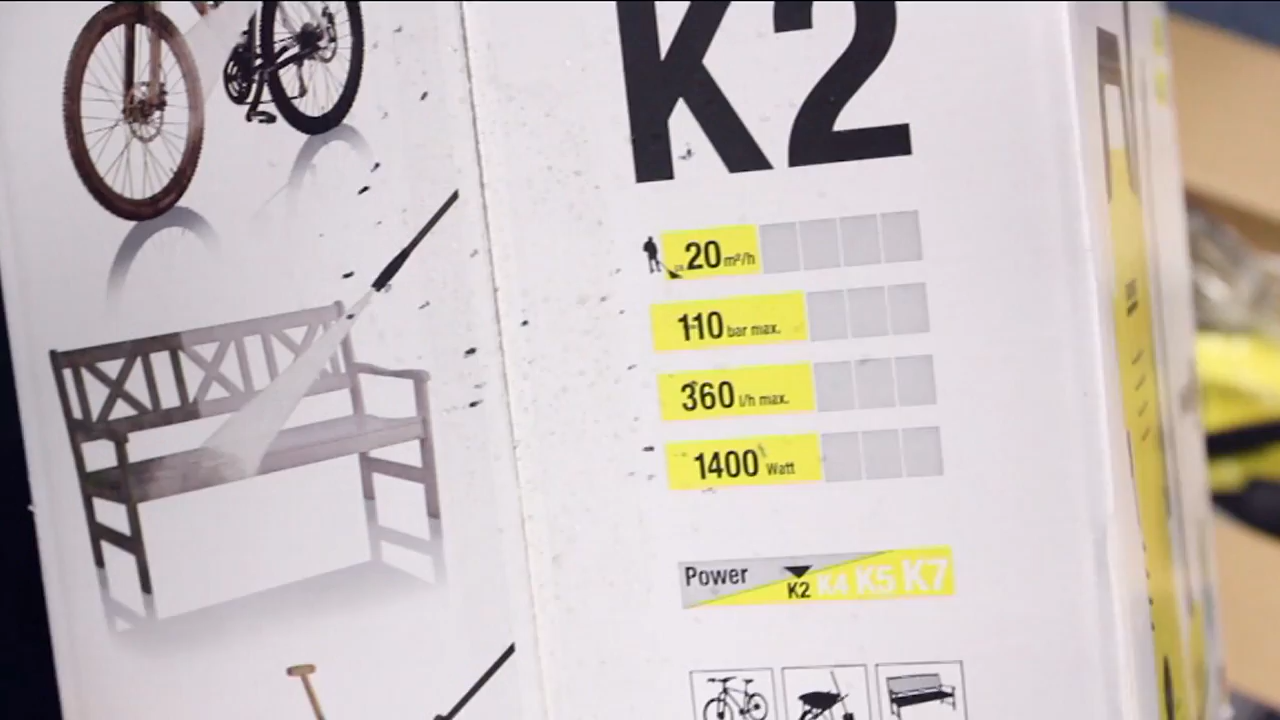 K2
20 m²/h
110 bar max.
360 l/h max.
1400 Watt
Power
K2 K4 K5 K7